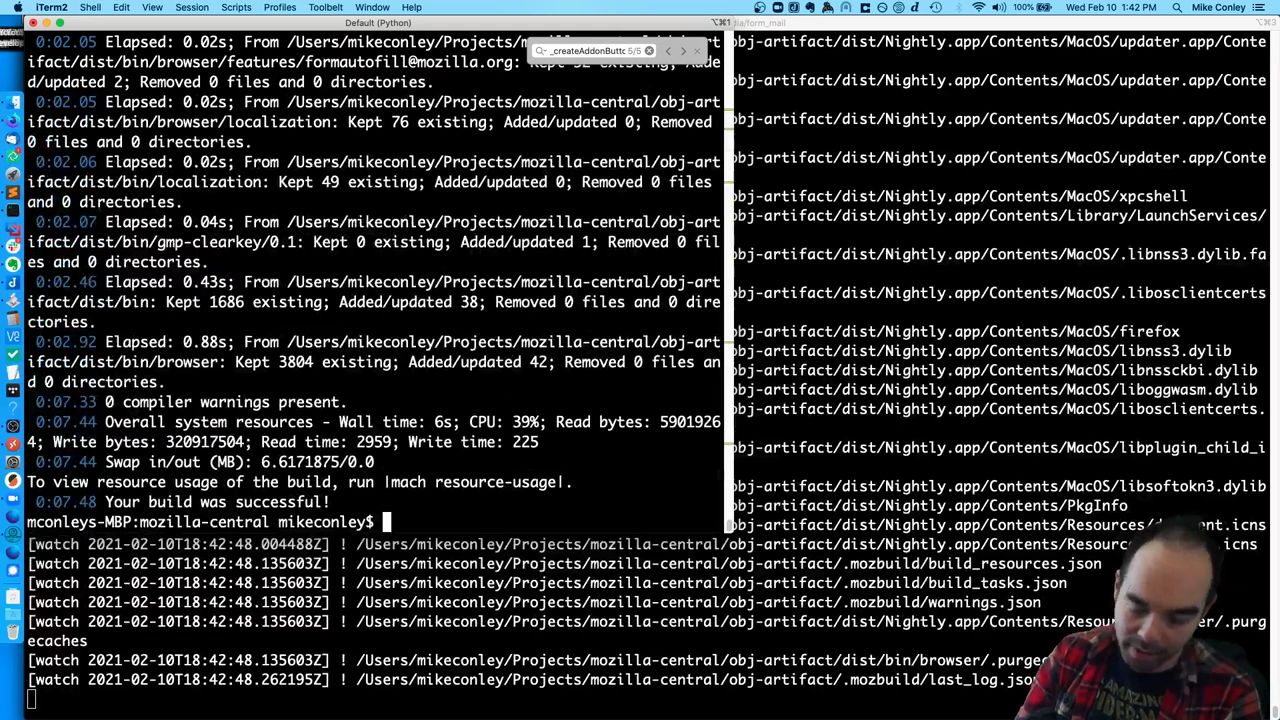 iTerm2 Shell Edit View Session Scripts Profiles Toolbelt Window Help 100% Wed Feb 10 1:42 PM Mike Conley
Default (Python) ⌥⌘1
dia/form_mail
_createAddonButtc 5/5
0:02.05 Elapsed: 0.02s; From /Users/mikeconley/Projects/
ifact/dist/bin/browser/features/formautofill@mozilla.org: Kept 52 existing; Adde
d/updated 2; Removed 0 files and 0 directories.
0:02.05 Elapsed: 0.02s; From /Users/mikeconley/Projects/mozilla-central/obj-art
ifact/dist/bin/browser/localization: Kept 76 existing; Added/updated 0; Removed
0 files and 0 directories.
0:02.06 Elapsed: 0.02s; From /Users/mikeconley/Projects/mozilla-central/obj-art
ifact/dist/bin/localization: Kept 49 existing; Added/updated 0; Removed 0 files
and 0 directories.
0:02.07 Elapsed: 0.04s; From /Users/mikeconley/Projects/mozilla-central/obj-art
ifact/dist/bin/gmp-clearkey/0.1: Kept 0 existing; Added/updated 1; Removed 0 fil
es and 0 directories.
0:02.46 Elapsed: 0.43s; From /Users/mikeconley/Projects/mozilla-central/obj-art
ifact/dist/bin: Kept 1686 existing; Added/updated 38; Removed 0 files and 0 dire
ctories.
0:02.92 Elapsed: 0.88s; From /Users/mikeconley/Projects/mozilla-central/obj-art
ifact/dist/bin/browser: Kept 3804 existing; Added/updated 42; Removed 0 files an
d 0 directories.
0:07.33 0 compiler warnings present.
0:07.44 Overall system resources - Wall time: 6s; CPU: 39%; Read bytes: 5901926
4; Write bytes: 320917504; Read time: 2959; Write time: 225
0:07.44 Swap in/out (MB): 6.6171875/0.0
To view resource usage of the build, run |mach resource-usage|.
0:07.48 Your build was successful!
mconleys-MBP:mozilla-central mikeconley$
obj-artifact/dist/Nightly.app/Contents/MacOS/updater.app/Conte
obj-artifact/dist/Nightly.app/Contents/MacOS/updater.app/Conte
obj-artifact/dist/Nightly.app/Contents/MacOS/updater.app/Conte
obj-artifact/dist/Nightly.app/Contents/MacOS/updater.app/Conte
obj-artifact/dist/Nightly.app/Contents/MacOS/xpcshell
obj-artifact/dist/Nightly.app/Contents/Library/LaunchServices/
obj-artifact/dist/Nightly.app/Contents/MacOS/.libnss3.dylib.fa
obj-artifact/dist/Nightly.app/Contents/MacOS/.libosclientcerts
obj-artifact/dist/Nightly.app/Contents/MacOS/firefox
obj-artifact/dist/Nightly.app/Contents/MacOS/libnss3.dylib
obj-artifact/dist/Nightly.app/Contents/MacOS/libnssckbi.dylib
obj-artifact/dist/Nightly.app/Contents/MacOS/liboggwasm.dylib
obj-artifact/dist/Nightly.app/Contents/MacOS/libosclientcerts.
obj-artifact/dist/Nightly.app/Contents/MacOS/libplugin_child_i
obj-artifact/dist/Nightly.app/Contents/MacOS/libsoftokn3.dylib
obj-artifact/dist/Nightly.app/Contents/PkgInfo
obj-artifact/dist/Nightly.app/Contents/Resources/d ent.icns
[watch 2021-02-10T18:42:48.004488Z] ! /Users/mikeconley/Projects/mozilla-central/obj-artifact/dist/Nightly.app/Contents/Resourc icns
[watch 2021-02-10T18:42:48.135603Z] ! /Users/mikeconley/Projects/mozilla-central/obj-artifact/.mozbuild/build_resources.json
[watch 2021-02-10T18:42:48.135603Z] ! /Users/mikeconley/Projects/mozilla-central/obj-artifact/.mozbuild/build_tasks.json
[watch 2021-02-10T18:42:48.135603Z] ! /Users/mikeconley/Projects/mozilla-central/obj-artifact/.mozbuild/warnings.json
[watch 2021-02-10T18:42:48.135603Z] ! /Users/mikeconley/Projects/mozilla-central/obj-artifact/dist/Nightly.app/Contents/Resou er/.purg
ecaches
[watch 2021-02-10T18:42:48.135603Z] ! /Users/mikeconley/Projects/mozilla-central/obj-artifact/dist/bin/browser/.purgec
[watch 2021-02-10T18:42:48.262195Z] ! /Users/mikeconley/Projects/mozilla-central/obj-artifact/.mozbuild/last_log.jso
AMAZING